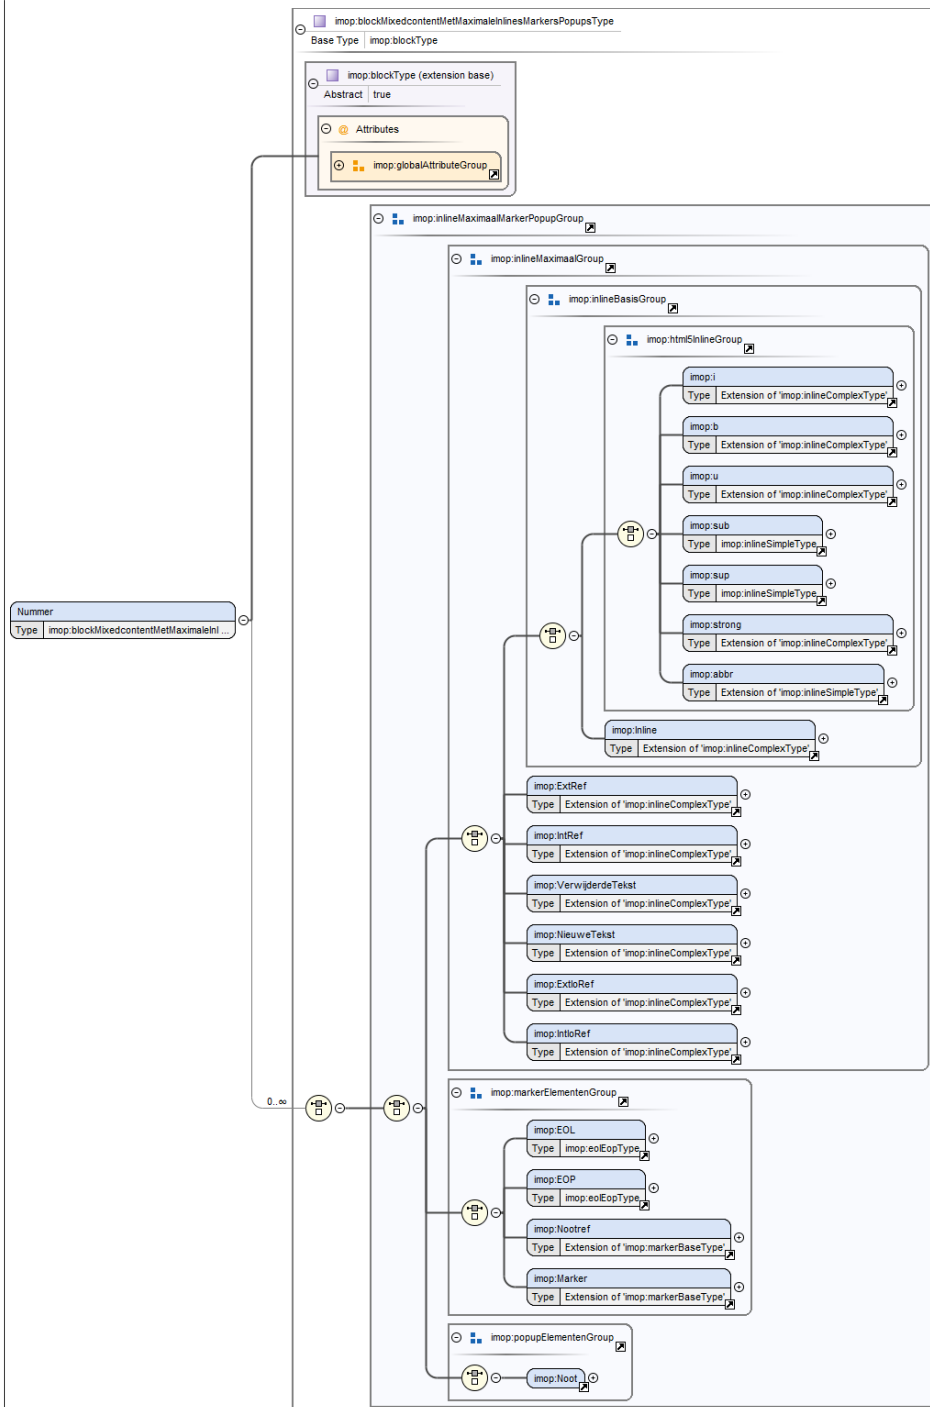 imop:blockMixedcontentMetMaximaleInlinesMarkersPopupsType
Base Type imop:blockType
imop:blockType (extension base)
Abstract true
@ Attributes
imop:globalAttributeGroup
imop:inlineMaximaalMarkerPopupGroup
imop:inlineMaximaalGroup
imop:inlineBasisGroup
imop:html5InlineGroup
imop:i
Type Extension of 'imop:inlineComplexType'
imop:b
Type Extension of 'imop:inlineComplexType'
imop:u
Type Extension of 'imop:inlineComplexType'
imop:sub
Type imop:inlineSimpleType
imop:sup
Type imop:inlineSimpleType
imop:strong
Type Extension of 'imop:inlineComplexType'
imop:abbr
Type Extension of 'imop:inlineSimpleType'
Nummer
Type imop:blockMixedcontentMetMaximaleInl ...
imop:Inline
Type Extension of 'imop:inlineComplexType'
imop:ExtRef
Type Extension of 'imop:inlineComplexType'
imop:IntRef
Type Extension of 'imop:inlineComplexType'
imop:VerwijderdeTekst
Type Extension of 'imop:inlineComplexType'
imop:NieuweTekst
Type Extension of 'imop:inlineComplexType'
imop:ExtIoRef
Type Extension of 'imop:inlineComplexType'
imop:IntIoRef
Type Extension of 'imop:inlineComplexType'
imop:markerElementenGroup
0..∞
imop:EOL
Type imop:eolEopType
imop:EOP
Type imop:eolEopType
imop:Nootref
Type Extension of 'imop:markerBaseType'
imop:Marker
Type Extension of 'imop:markerBaseType'
imop:popupElementenGroup
imop:Noot